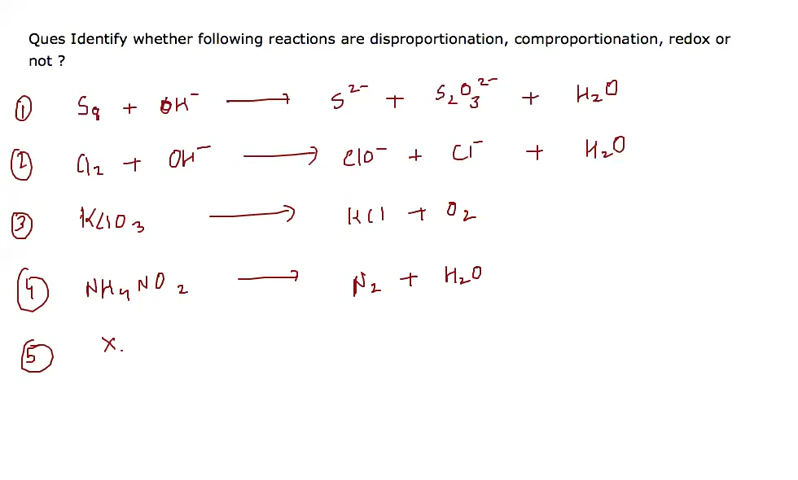 Ques Identify whether following reactions are disproportionation, comproportionation, redox or
not ?
① S₈ + OH⁻ → S²⁻ + S₂O₃²⁻ + H₂O
② Cl₂ + OH⁻ → ClO⁻ + Cl⁻ + H₂O
③ KClO₃ → KCl + O₂
④ NH₄NO₂ → N₂ + H₂O
⑤ X.